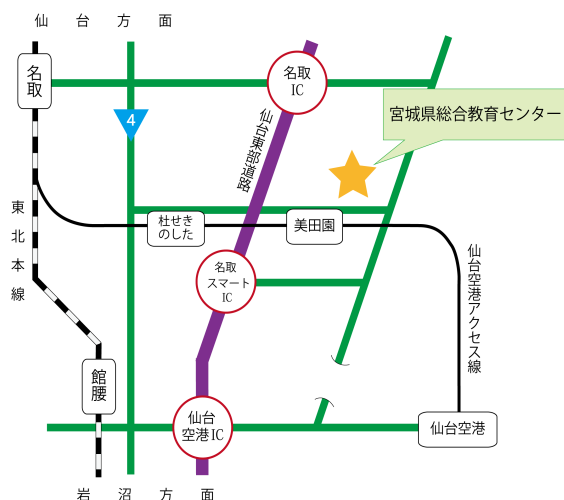 仙台方面
名取
名取
IC
4
仙台東部道路
宮城県総合教育センター
東北本線
杜せき
のした
美田園
名取
スマート
IC
仙台空港アクセス線
館腰
仙台
空港IC
仙台空港
岩沼方面